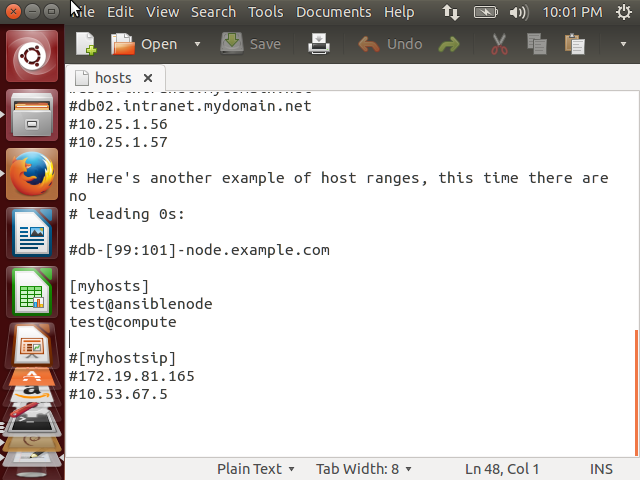 File Edit View Search Tools Documents Help 10:01 PM
Open Save Undo
hosts
#db02.intranet.mydomain.net
#10.25.1.56
#10.25.1.57
# Here's another example of host ranges, this time there are
no
# leading 0s:
#db-[99:101]-node.example.com
[myhosts]
test@ansiblenode
test@compute
#[myhostsip]
#172.19.81.165
#10.53.67.5
Plain Text Tab Width: 8 Ln 48, Col 1 INS